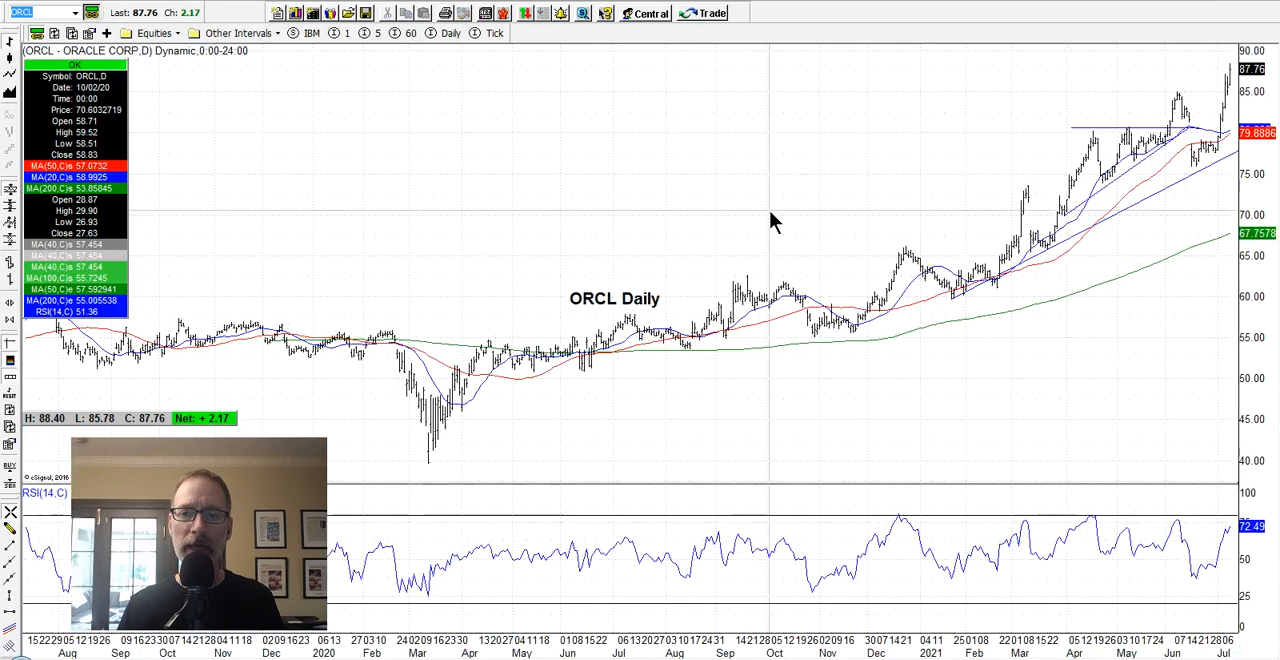 ORCL Last: 87.76 Ch: 2.17 Central Trade
Equities Other Intervals IBM 1 5 60 Daily Tick
(ORCL - ORACLE CORP,D) Dynamic,0:00-24:00
OK
Symbol: ORCL,D
Date: 10/02/20
Time: 00:00
Price: 70.6032719
Open 58.71
High 59.52
Low 58.51
Close 58.83
MA(50,C)s 57.0732
MA(20,C)s 58.9925
MA(200,C)s 53.85845
Open 28.87
High 29.90
Low 26.93
Close 27.63
MA(40,C)s 57.454
MA(40,C)s 57.454
MA(40,C)s 57.454
MA(100,C)s 55.7245
MA(50,C)e 57.592941
MA(200,C)e 55.005538
RSI(14,C) 51.36
90.00
87.76
85.00
79.8886
75.00
70.00
67.7578
65.00
60.00
55.00
50.00
45.00
40.00
ORCL Daily
H: 88.40 L: 85.78 C: 87.76 Net: + 2.17
© eSignal, 2016
RSI(14,C)
RESET
BUY
100
72.49
50
25
0
Aug Sep Oct Nov Dec 2020 Feb Mar Apr May Jun Jul Aug Sep Oct Nov Dec 2021 Feb Mar Apr May Jun Jul